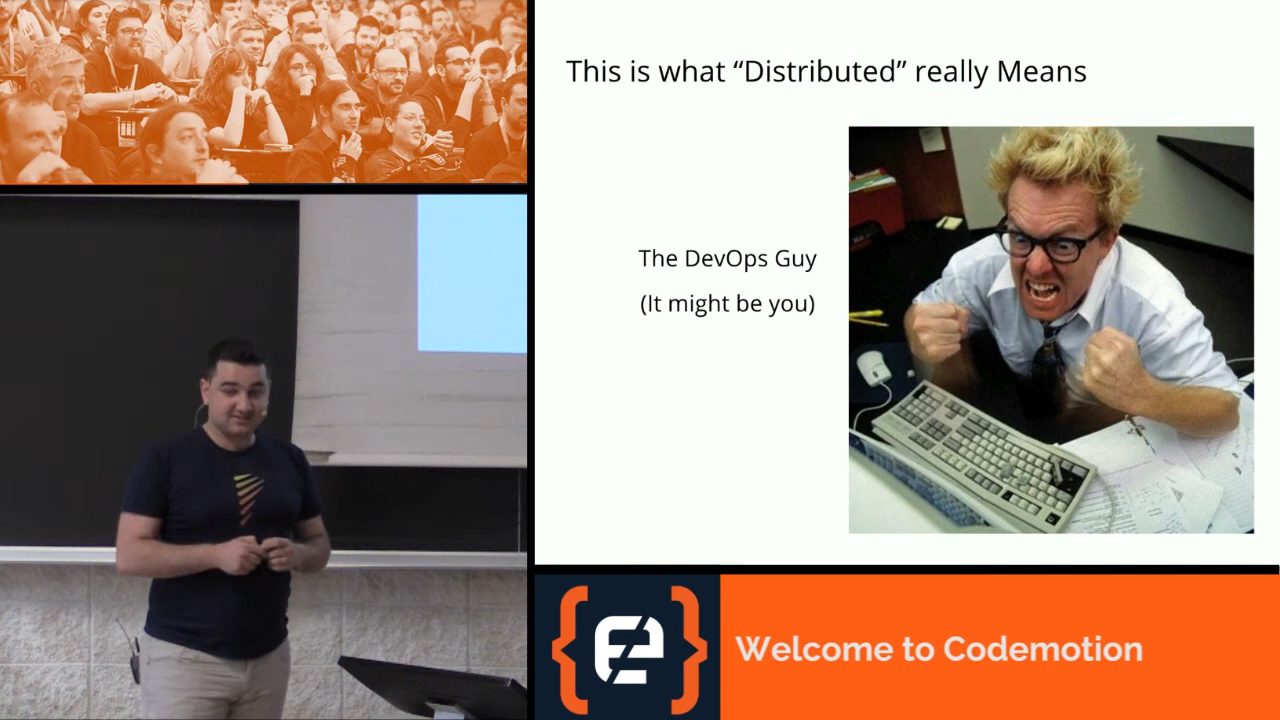 This is what “Distributed” really Means
The DevOps Guy
(It might be you)
Welcome to Codemotion